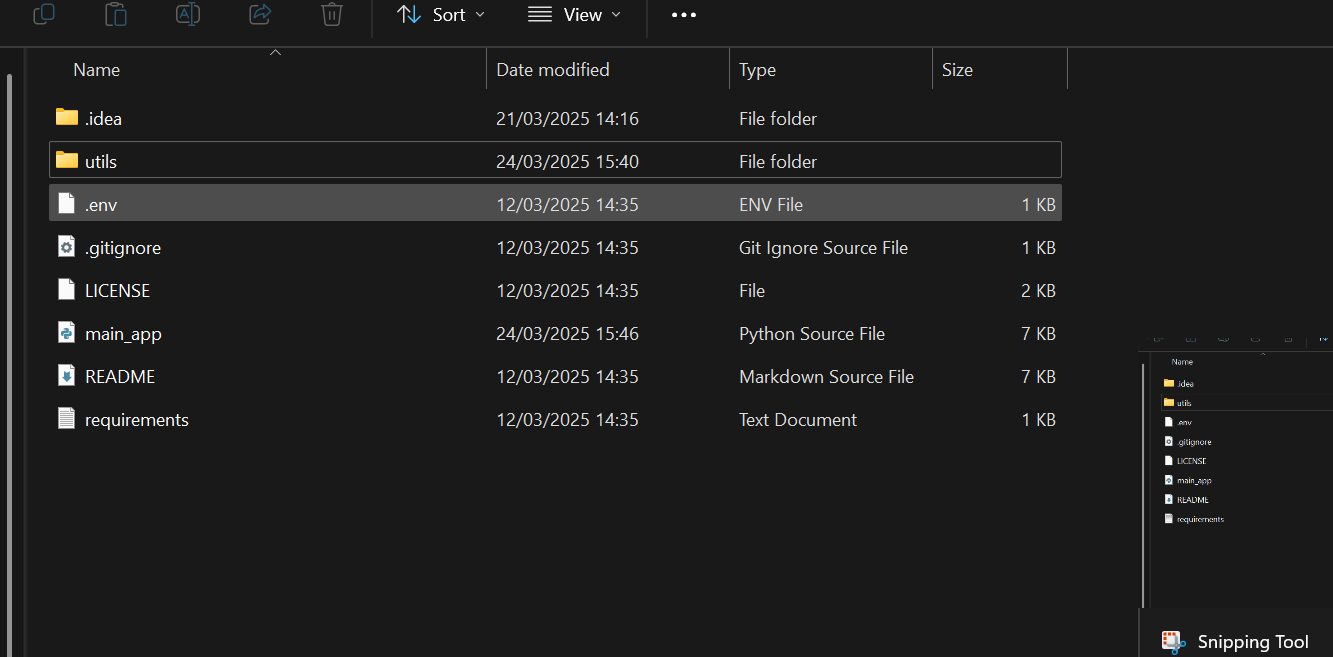 Sort View
Name Date modified Type Size
.idea 21/03/2025 14:16 File folder
utils 24/03/2025 15:40 File folder
.env 12/03/2025 14:35 ENV File 1 KB
.gitignore 12/03/2025 14:35 Git Ignore Source File 1 KB
LICENSE 12/03/2025 14:35 File 2 KB
main_app 24/03/2025 15:46 Python Source File 7 KB
README 12/03/2025 14:35 Markdown Source File 7 KB
requirements 12/03/2025 14:35 Text Document 1 KB
Name
.idea
utils
.env
.gitignore
LICENSE
main_app
README
requirements
Snipping Tool